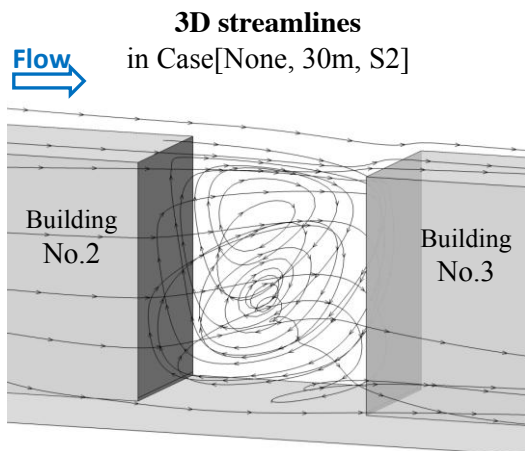 3D streamlines
in Case[None, 30m, S2]
Flow
Building
No.2
Building
No.3